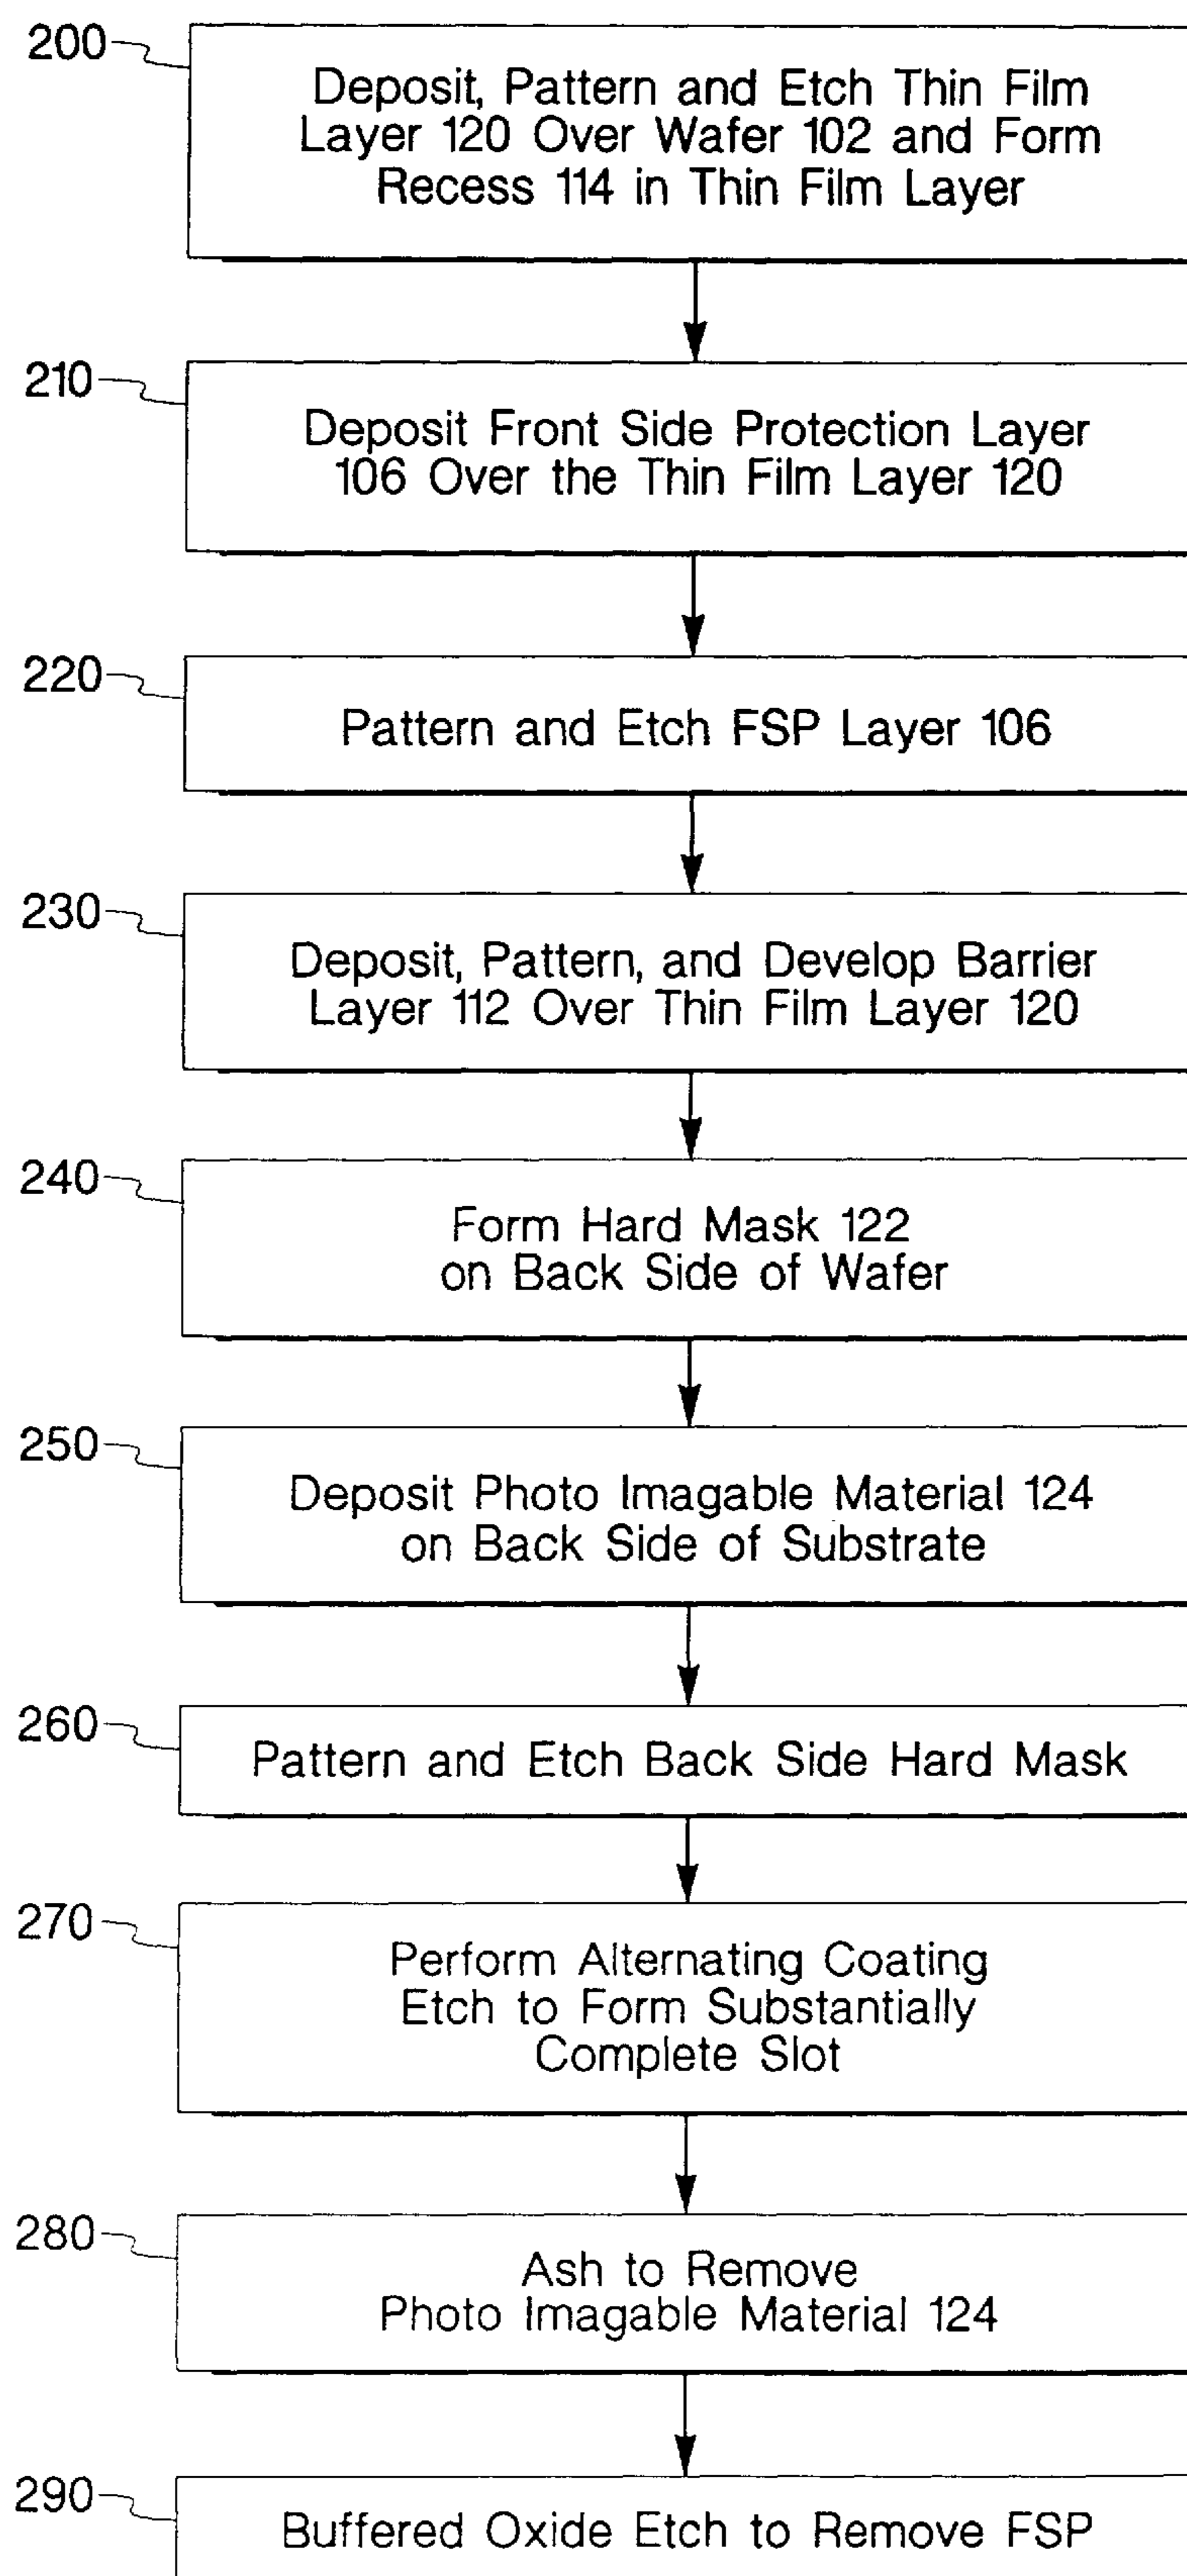 200
Deposit, Pattern and Etch Thin Film
Layer 120 Over Wafer 102 and Form
Recess 114 in Thin Film Layer
210
Deposit Front Side Protection Layer
106 Over the Thin Film Layer 120
220
Pattern and Etch FSP Layer 106
230
Deposit, Pattern, and Develop Barrier
Layer 112 Over Thin Film Layer 120
240
Form Hard Mask 122
on Back Side of Wafer
250
Deposit Photo Imagable Material 124
on Back Side of Substrate
260
Pattern and Etch Back Side Hard Mask
270
Perform Alternating Coating
Etch to Form Substantially
Complete Slot
280
Ash to Remove
Photo Imagable Material 124
290
Buffered Oxide Etch to Remove FSP